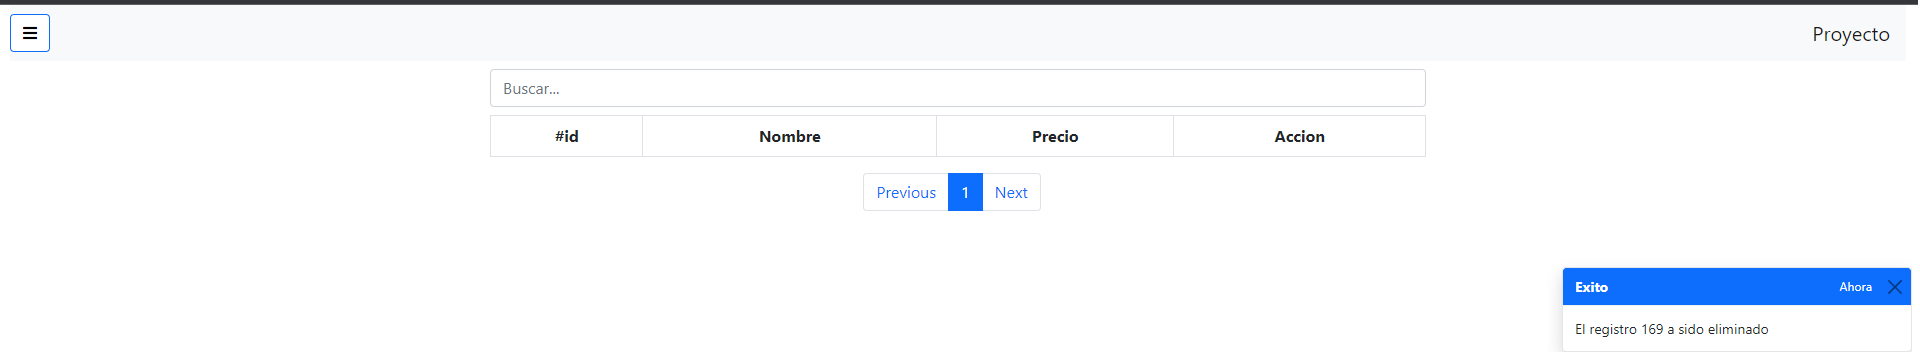 Proyecto
Buscar...
#id Nombre Precio Accion
Previous 1 Next
Exito Ahora
El registro 169 a sido eliminado